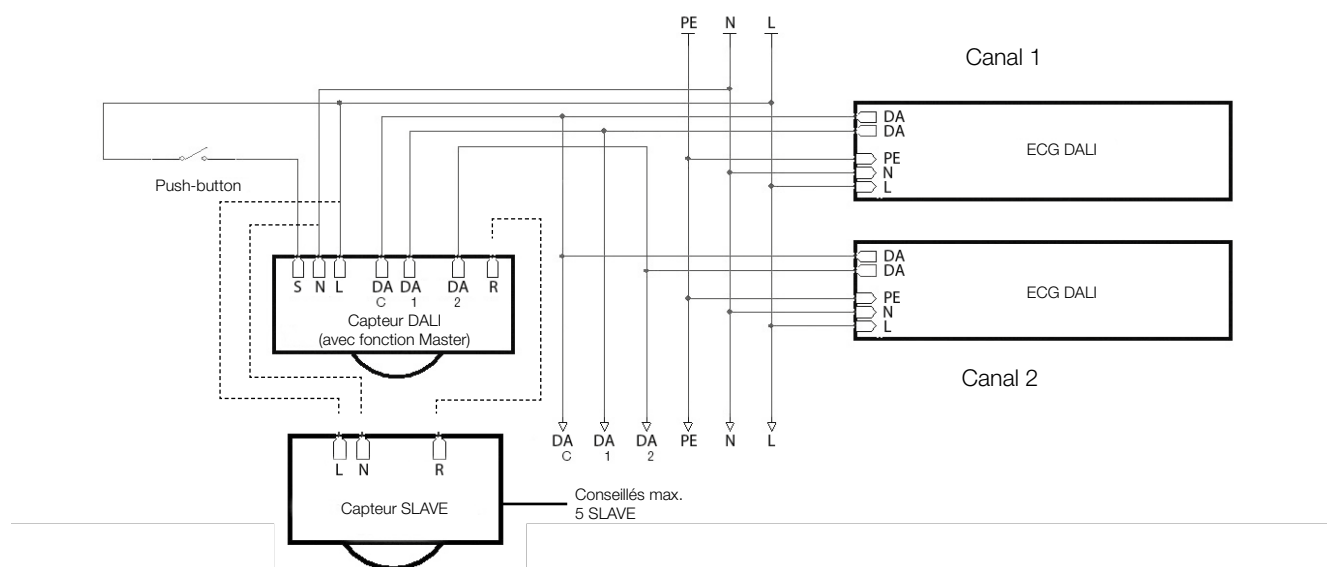 PE N L
Canal 1
DA
DA
ECG DALI
PE
N
L
Push-button
DA
DA
ECG DALI
PE
N
L
S N L DA DA DA R
C 1 2
Capteur DALI
(avec fonction Master)
Canal 2
DA DA DA PE N L
C 1 2
L N R
Capteur SLAVE
Conseillés max.
5 SLAVE